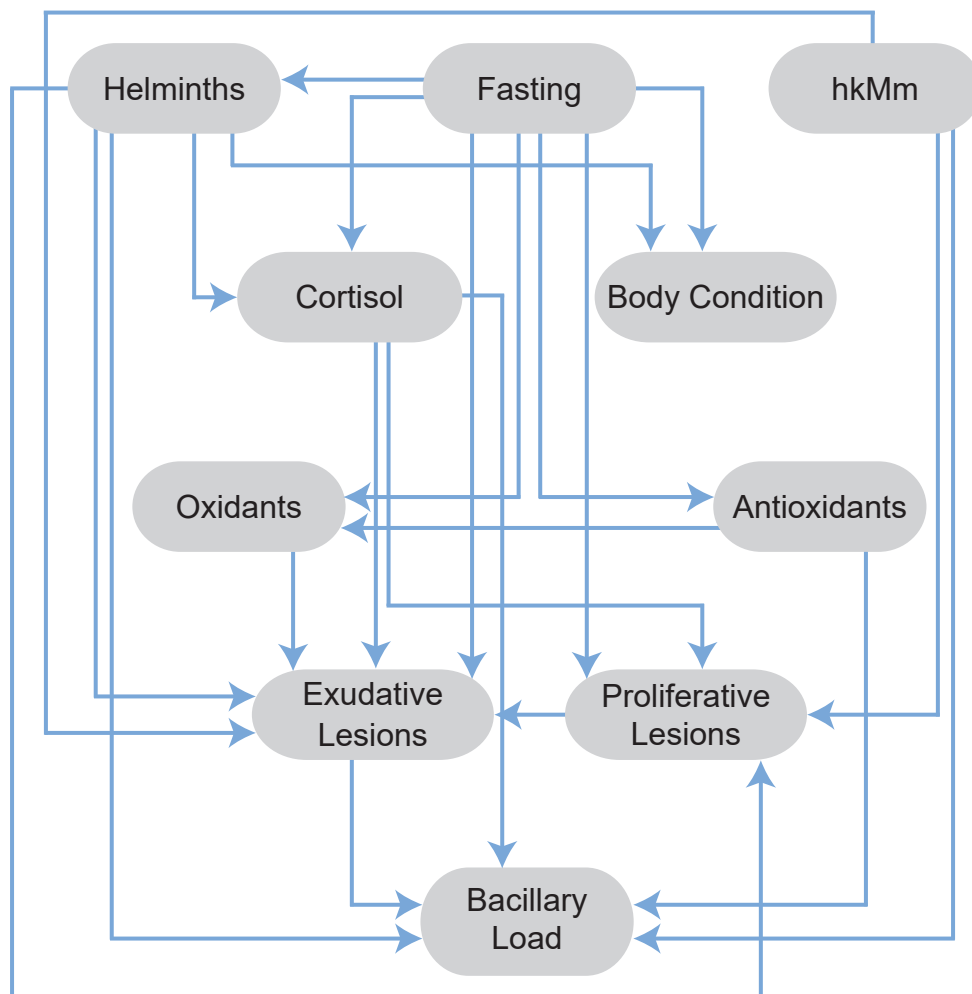 Helminths
Fasting
hkMm
Cortisol
Body Condition
Oxidants
Antioxidants
Exudative
Lesions
Proliferative
Lesions
Bacillary
Load